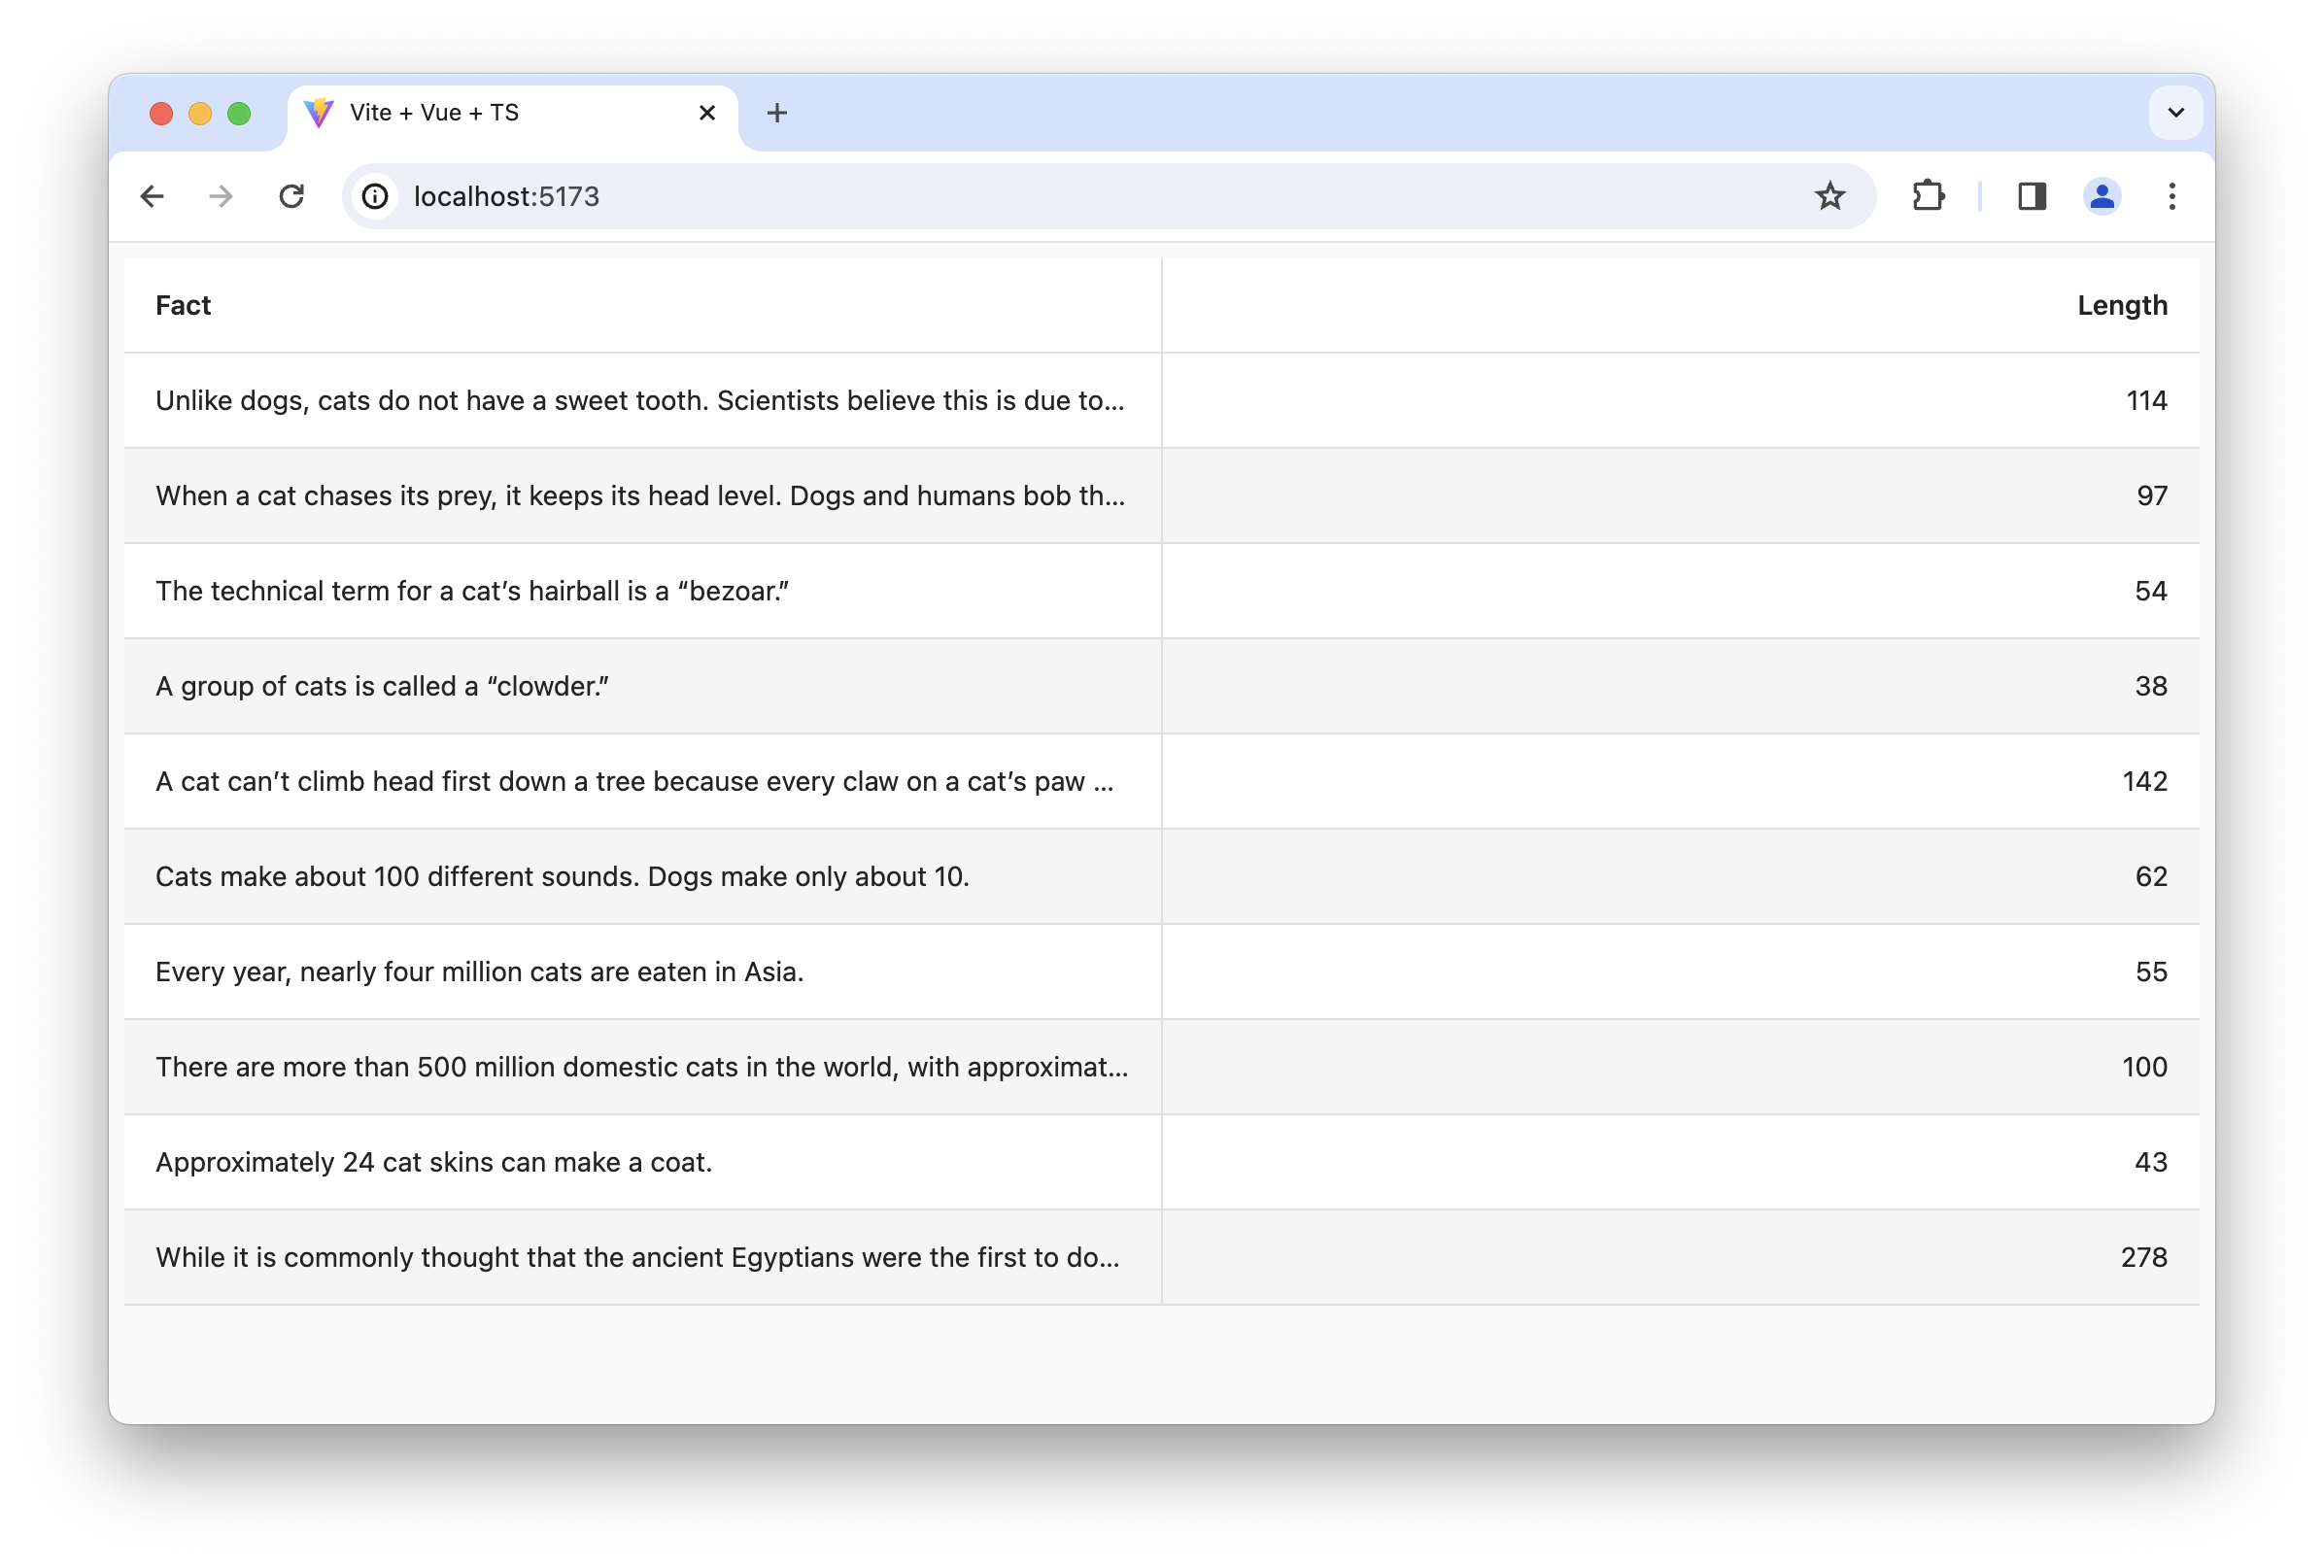 Vite + Vue + TS
localhost:5173
Fact Length
Unlike dogs, cats do not have a sweet tooth. Scientists believe this is due to... 114
When a cat chases its prey, it keeps its head level. Dogs and humans bob th... 97
The technical term for a cat’s hairball is a “bezoar.” 54
A group of cats is called a “clowder.” 38
A cat can’t climb head first down a tree because every claw on a cat’s paw ... 142
Cats make about 100 different sounds. Dogs make only about 10. 62
Every year, nearly four million cats are eaten in Asia. 55
There are more than 500 million domestic cats in the world, with approximat... 100
Approximately 24 cat skins can make a coat. 43
While it is commonly thought that the ancient Egyptians were the first to do... 278